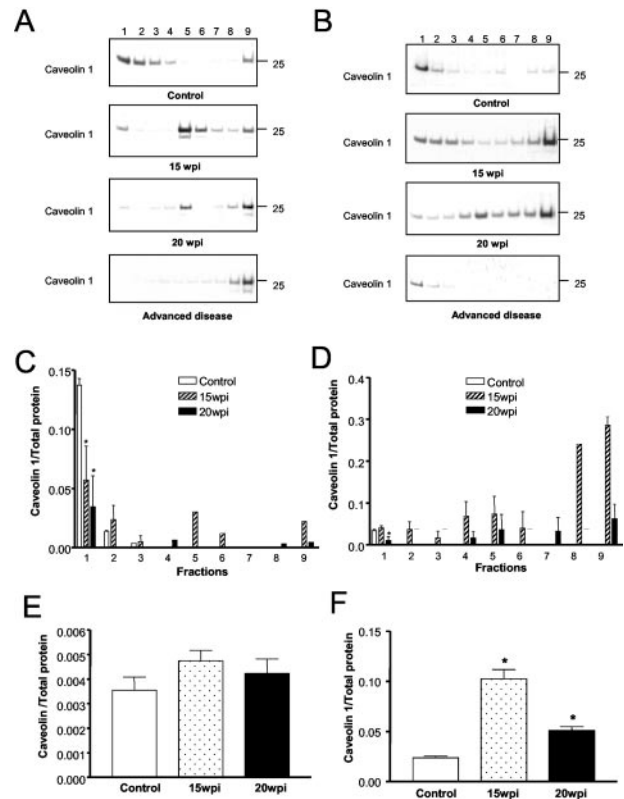 A
1 2 3 4 5 6 7 8 9
Caveolin 1 25
Control
Caveolin 1 25
15 wpi
Caveolin 1 25
20 wpi
Caveolin 1 25
Advanced disease
B
1 2 3 4 5 6 7 8 9
Caveolin 1 25
Control
Caveolin 1 25
15 wpi
Caveolin 1 25
20 wpi
Caveolin 1 25
Advanced disease
C
Caveolin 1/Total protein
0.15
0.10
0.05
0.00
Control
15wpi
20wpi
* *
1 2 3 4 5 6 7 8 9
Fractions
D
Caveolin 1/Total protein
0.4
0.3
0.2
0.1
0.0
Control
15wpi
20wpi
*
1 2 3 4 5 6 7 8 9
Fractions
E
Caveolin /Total protein
0.006
0.005
0.004
0.003
0.002
0.001
0.000
Control 15wpi 20wpi
F
Caveolin 1/Total protein
0.15
0.10
0.05
0.00
* *
Control 15wpi 20wpi